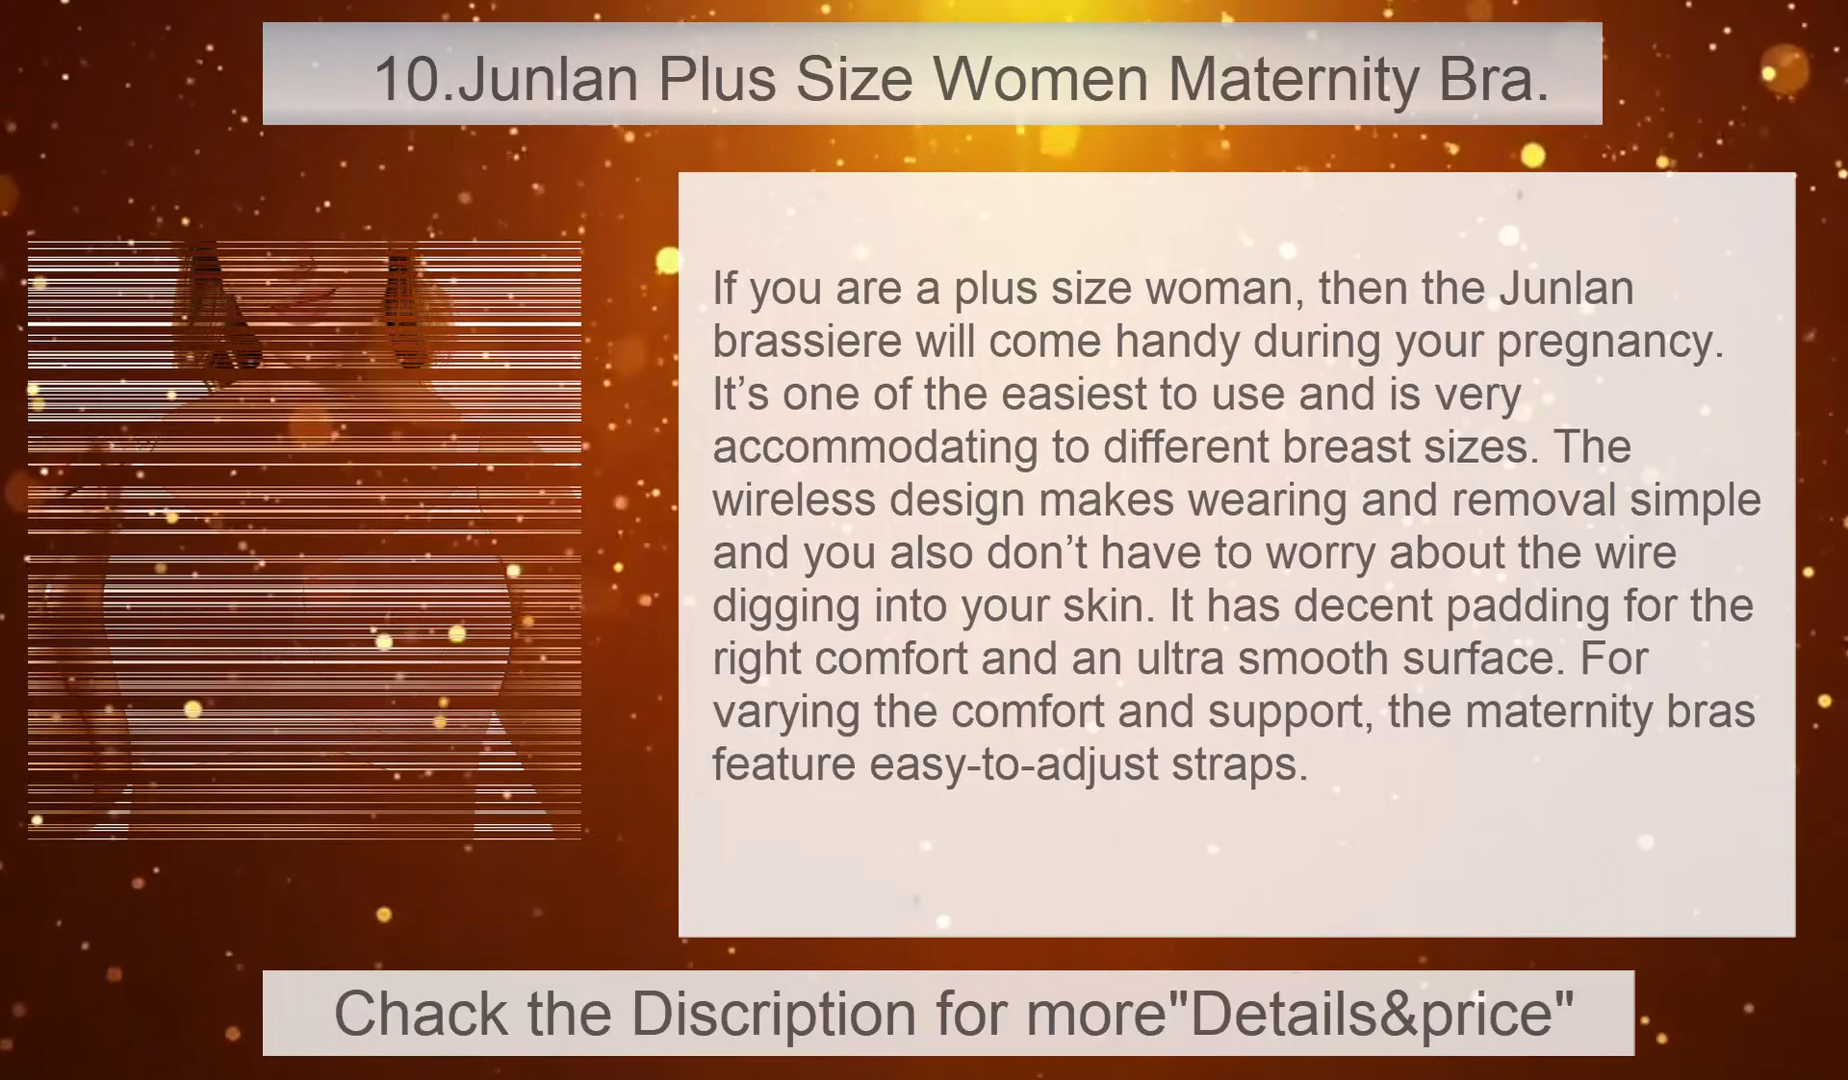 10.Junlan Plus Size Women Maternity Bra.
If you are a plus size woman, then the Junlan
brassiere will come handy during your pregnancy.
It’s one of the easiest to use and is very
accommodating to different breast sizes. The
wireless design makes wearing and removal simple
and you also don’t have to worry about the wire
digging into your skin. It has decent padding for the
right comfort and an ultra smooth surface. For
varying the comfort and support, the maternity bras
feature easy-to-adjust straps.
Chack the Discription for more"Details&price"